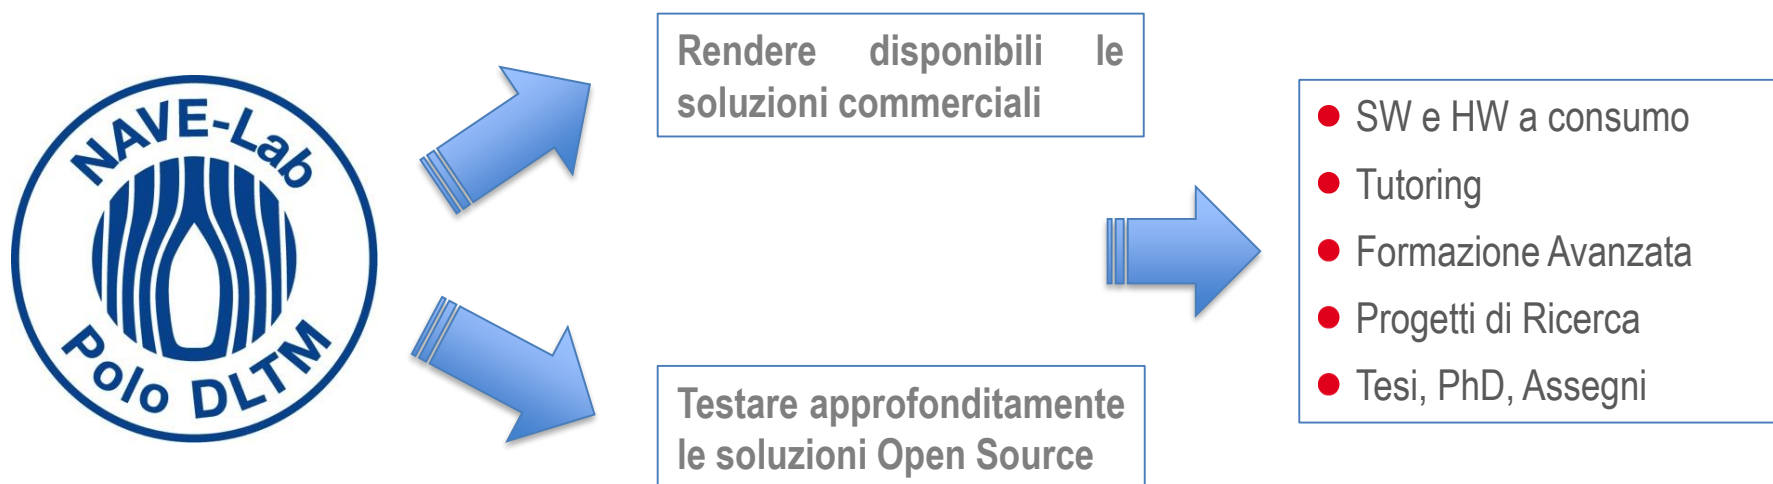 NAVE-Lab
Polo DLTM
Rendere disponibili le
soluzioni commerciali
Testare approfonditamente
le soluzioni Open Source
SW e HW a consumo
Tutoring
Formazione Avanzata
Progetti di Ricerca
Tesi, PhD, Assegni